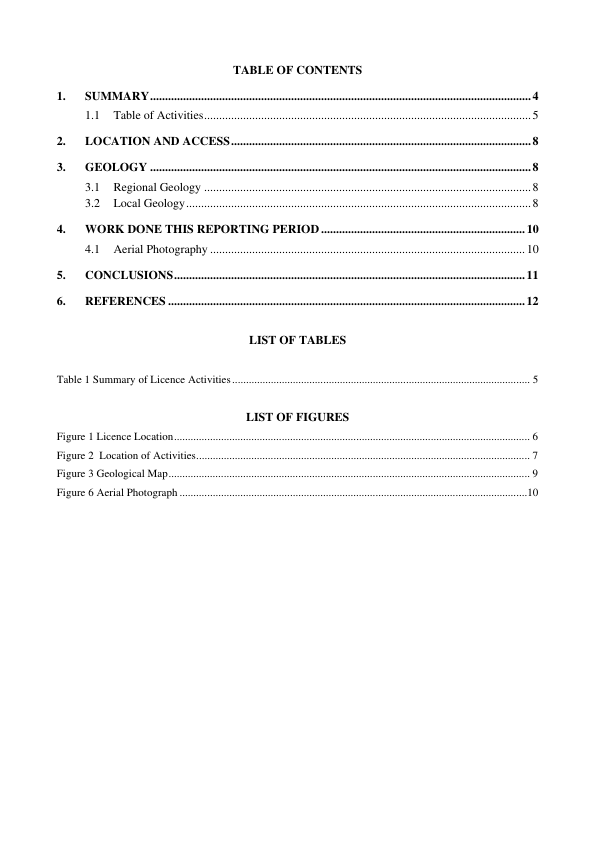 TABLE OF CONTENTS
1. SUMMARY 4
1.1 Table of Activities 5
2. LOCATION AND ACCESS 8
3. GEOLOGY 8
3.1 Regional Geology 8
3.2 Local Geology 8
4. WORK DONE THIS REPORTING PERIOD 10
4.1 Aerial Photography 10
5. CONCLUSIONS 11
6. REFERENCES 12
LIST OF TABLES
Table 1 Summary of Licence Activities 5
LIST OF FIGURES
Figure 1 Licence Location 6
Figure 2 Location of Activities 7
Figure 3 Geological Map 9
Figure 6 Aerial Photograph 10